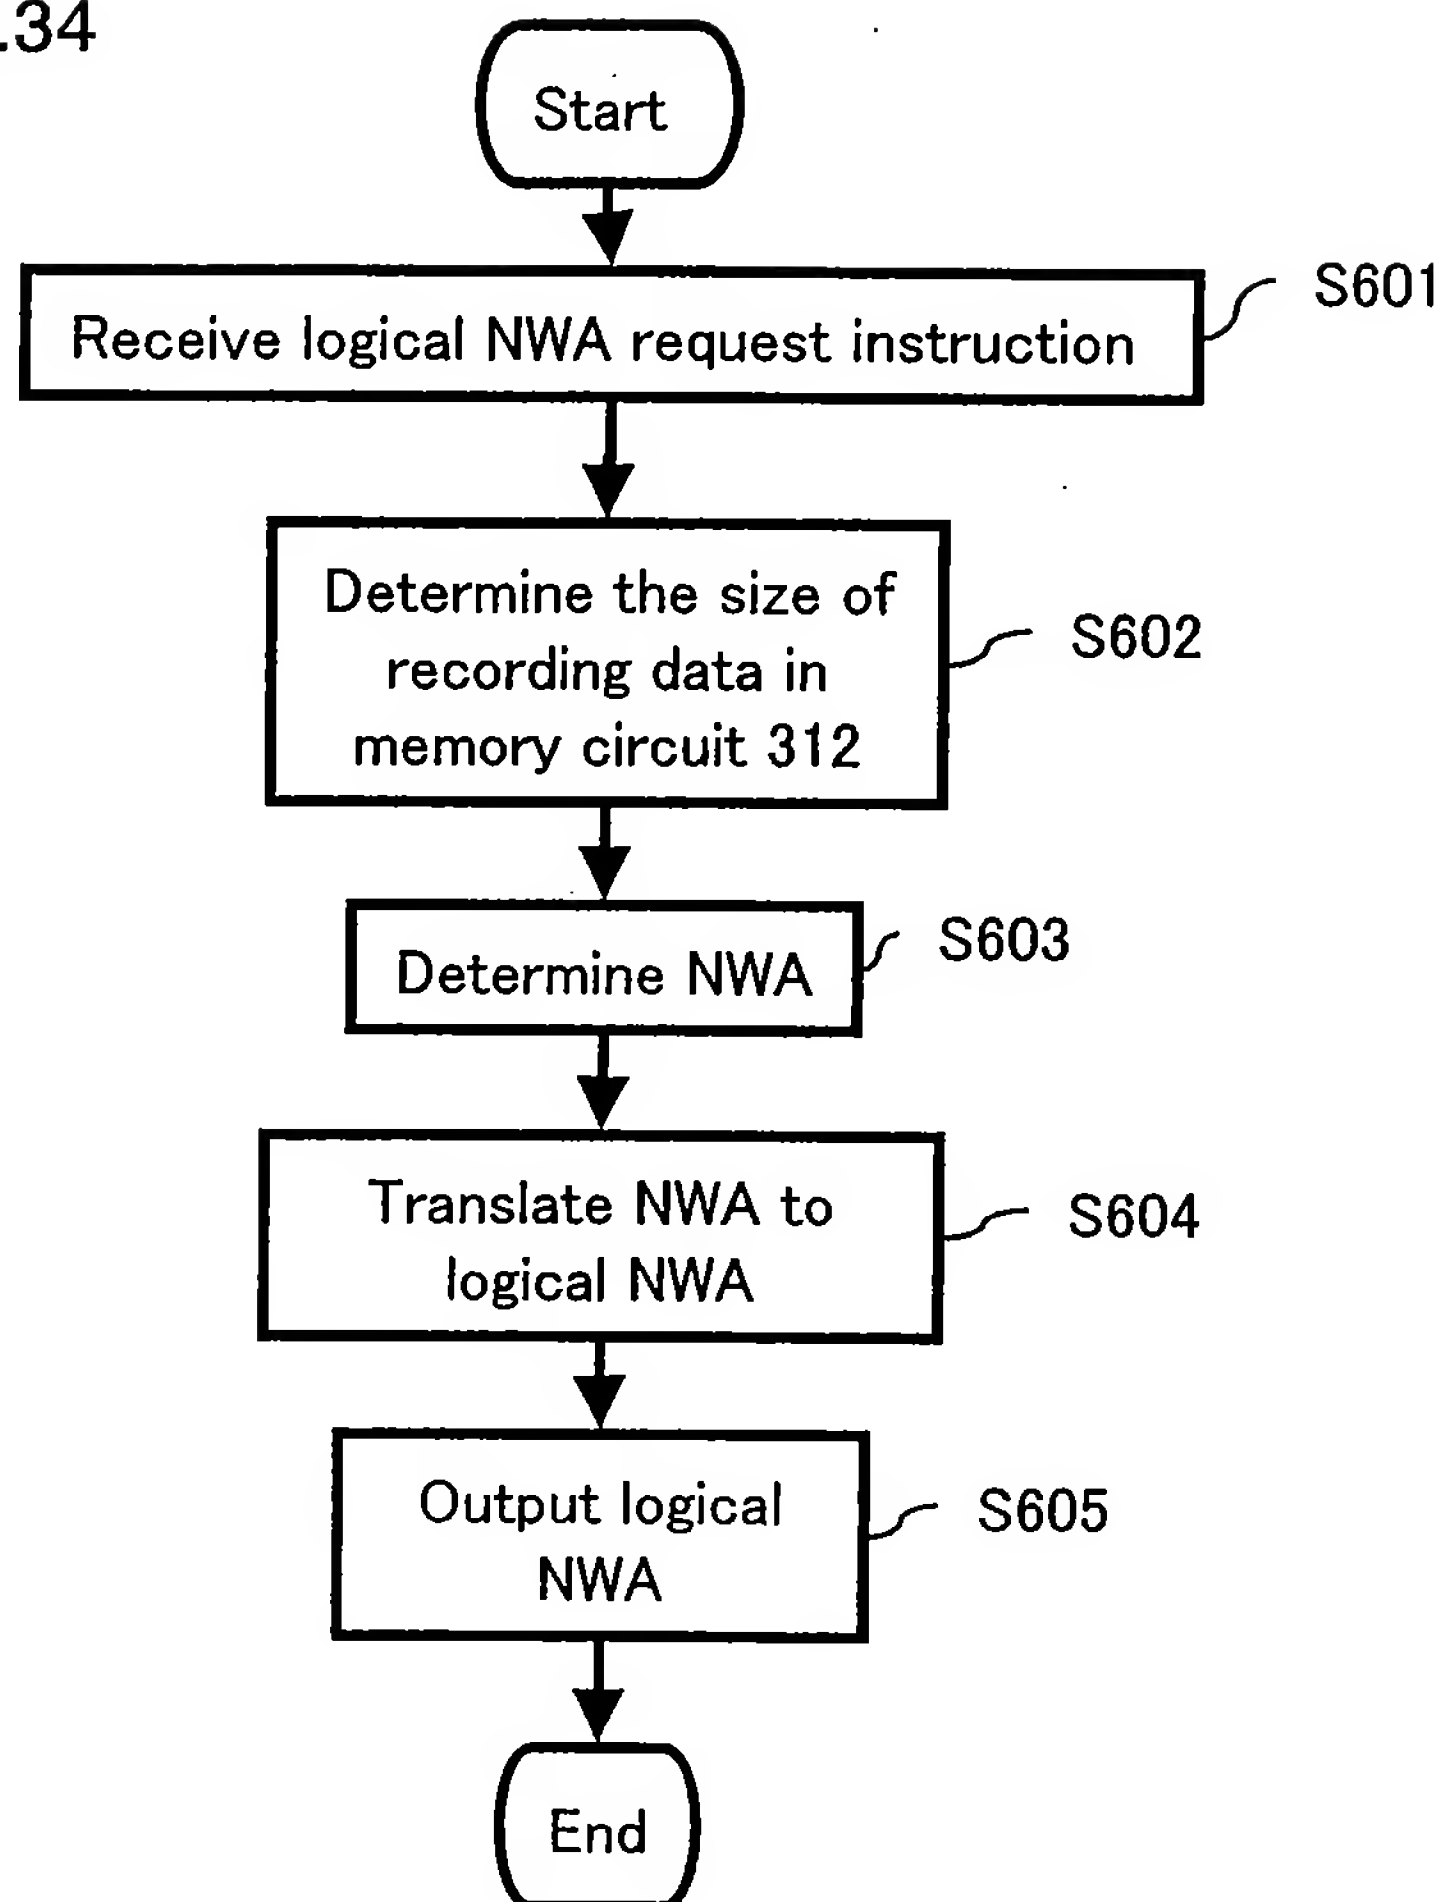 .34
Start
Receive logical NWA request instruction
S601
Determine the size of
recording data in
memory circuit 312
S602
Determine NWA
S603
Translate NWA to
logical NWA
S604
Output logical
NWA
S605
End